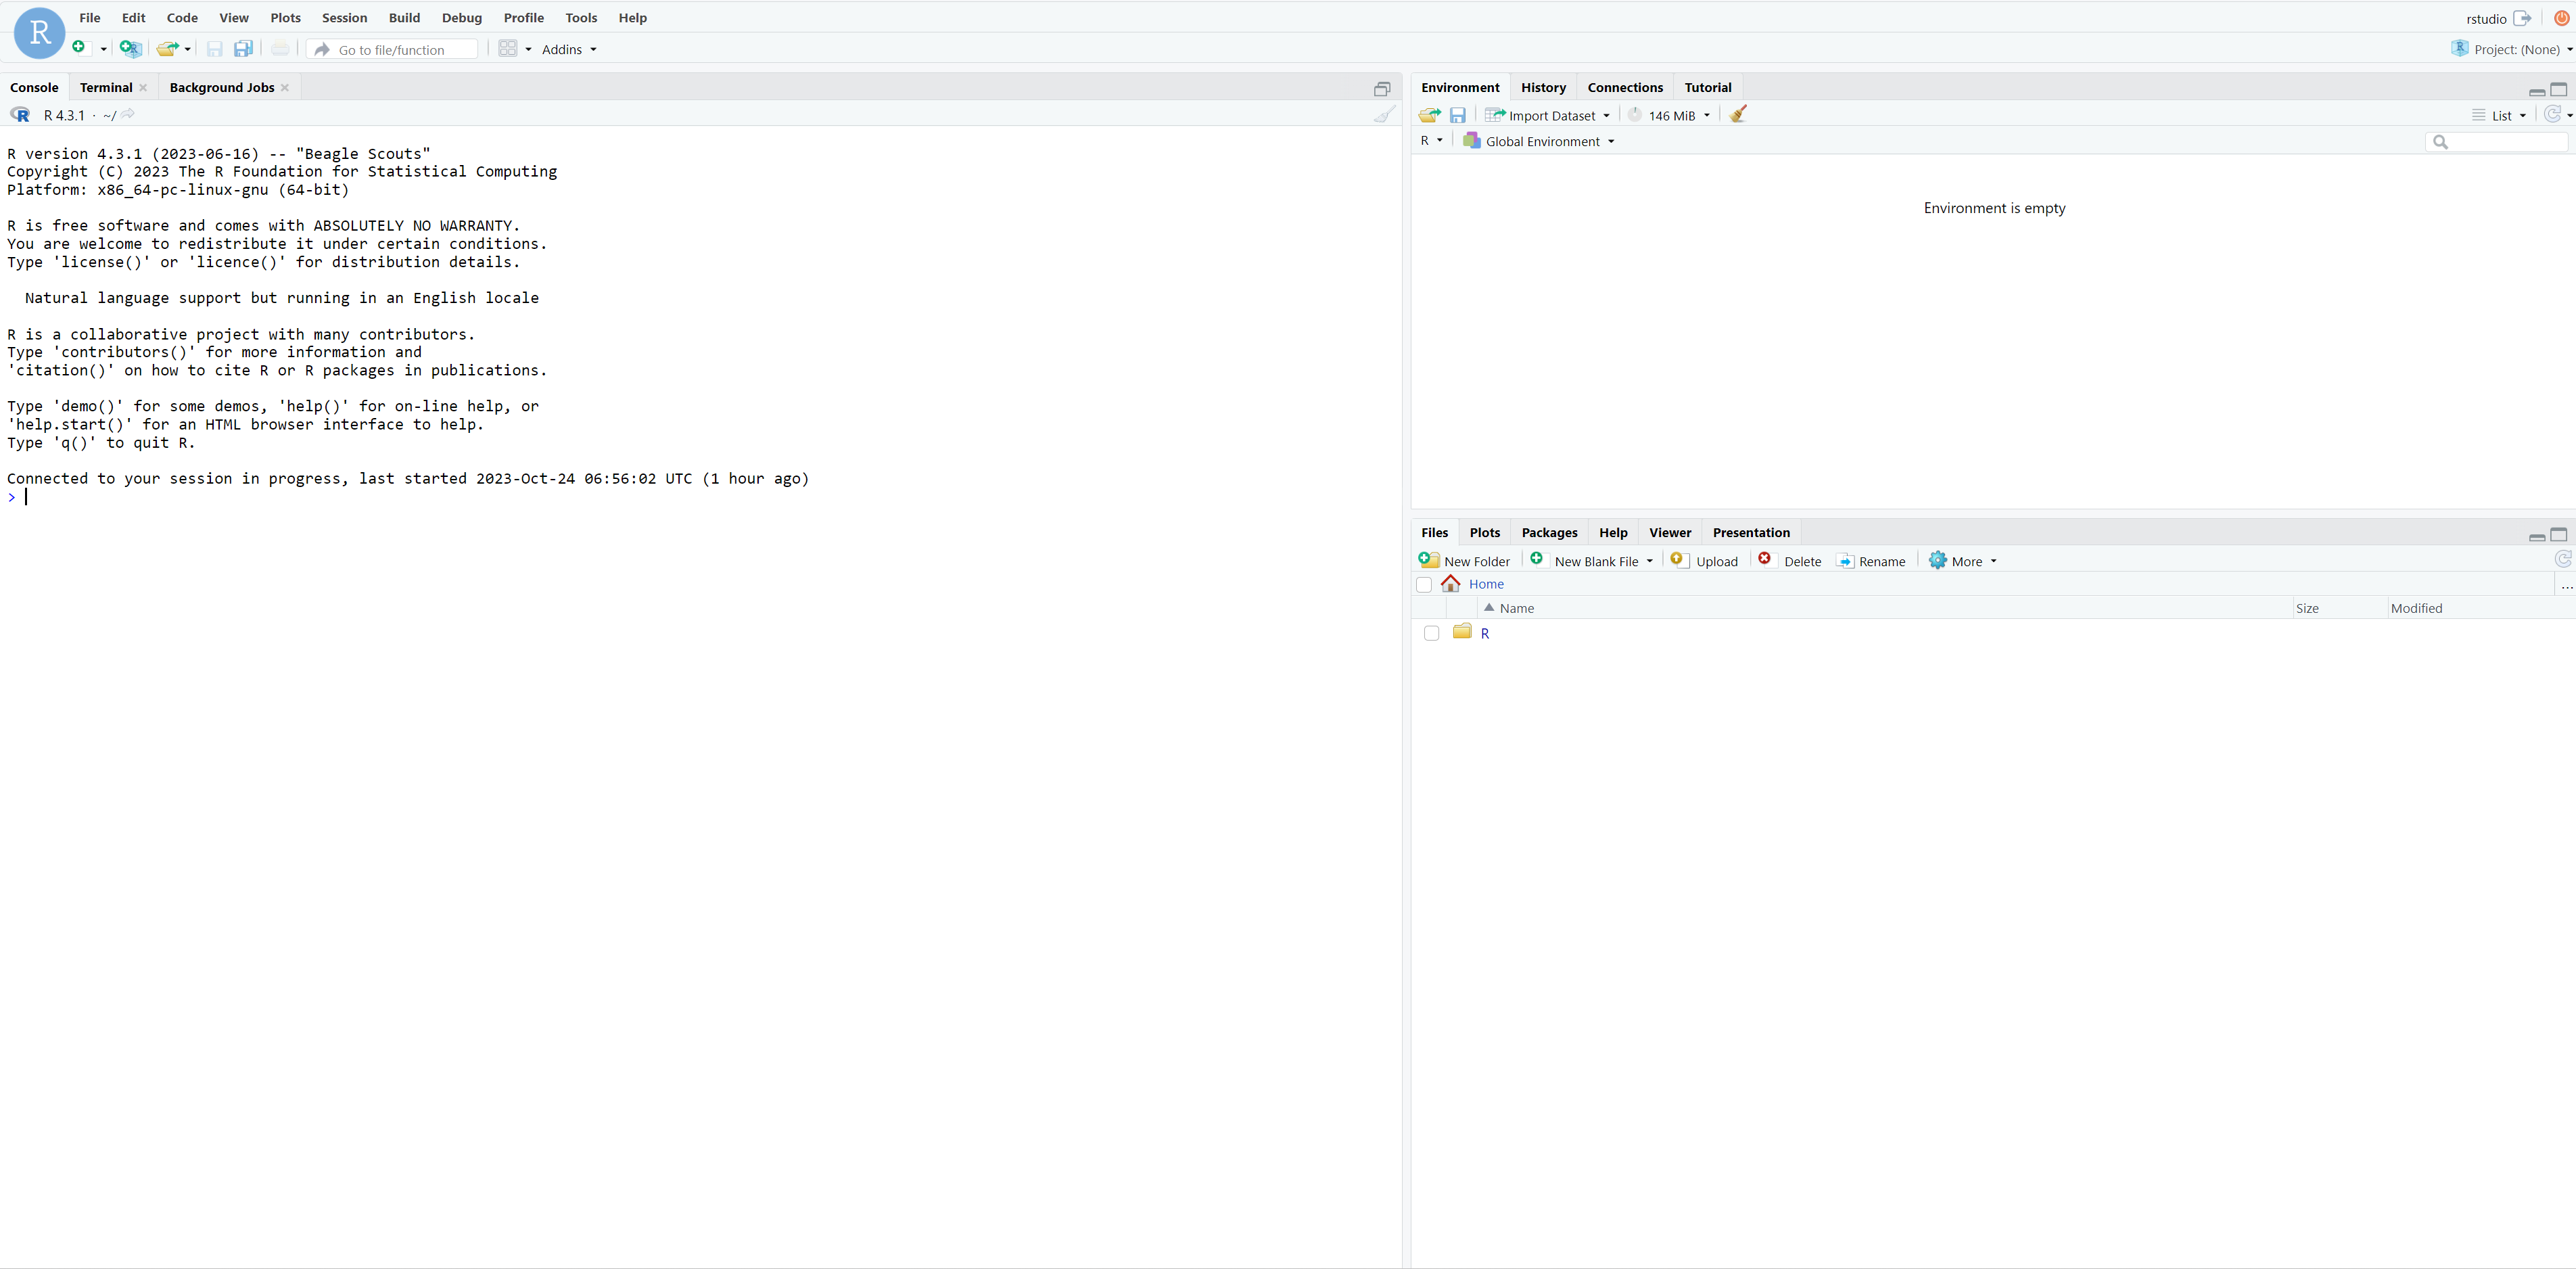 R
File Edit Code View Plots Session Build Debug Profile Tools Help
rstudio
Go to file/function
Addins
Project: (None)
Console Terminal Background Jobs
R 4.3.1 · ~/
R version 4.3.1 (2023-06-16) -- "Beagle Scouts"
Copyright (C) 2023 The R Foundation for Statistical Computing
Platform: x86_64-pc-linux-gnu (64-bit)
R is free software and comes with ABSOLUTELY NO WARRANTY.
You are welcome to redistribute it under certain conditions.
Type 'license()' or 'licence()' for distribution details.
Natural language support but running in an English locale
R is a collaborative project with many contributors.
Type 'contributors()' for more information and
'citation()' on how to cite R or R packages in publications.
Type 'demo()' for some demos, 'help()' for on-line help, or
'help.start()' for an HTML browser interface to help.
Type 'q()' to quit R.
Connected to your session in progress, last started 2023-Oct-24 06:56:02 UTC (1 hour ago)
>
Environment History Connections Tutorial
Import Dataset 146 MiB List
R Global Environment
Environment is empty
Files Plots Packages Help Viewer Presentation
New Folder New Blank File Upload Delete Rename More
Home ...
Name Size Modified
R